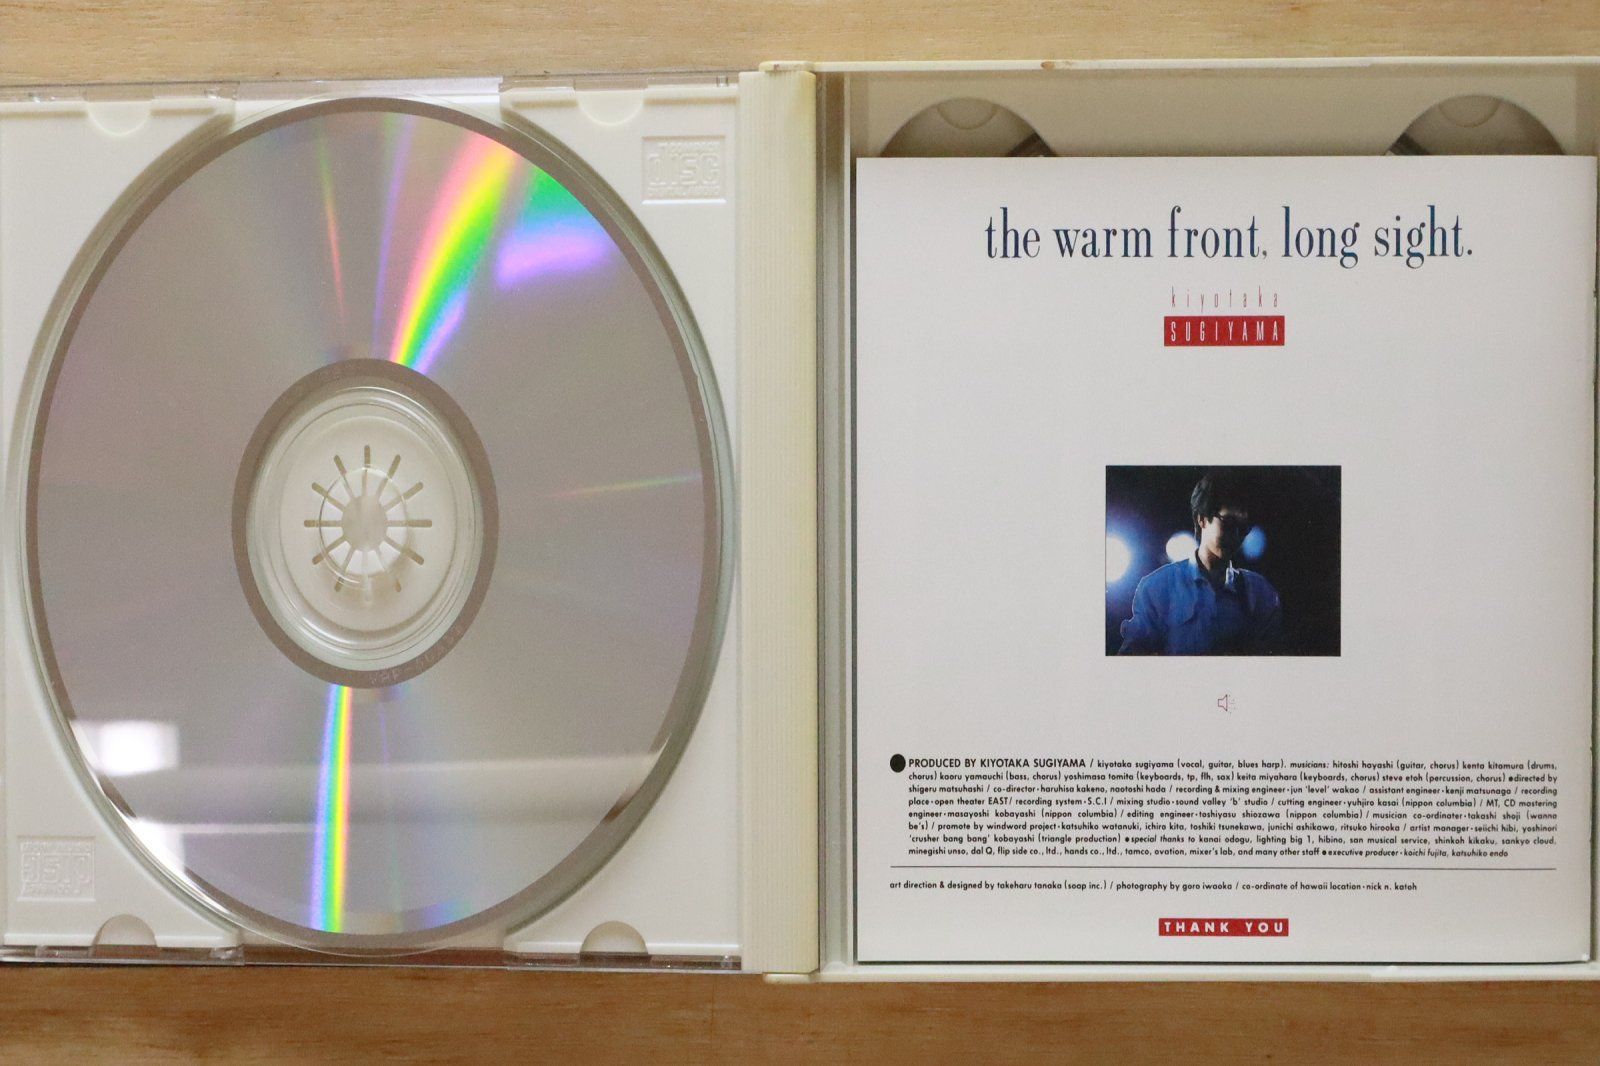 COMPACT
disc
DIGITAL AUDIO
the warm front, long sight.
kiyotaka
SUGIYAMA
PRODUCED BY KIYOTAKA SUGIYAMA / kiyotaka sugiyama (vocal, guitar, blues harp). musicians: hitoshi hayashi (guitar, chorus) kenta kitamura (drums,
chorus) kaoru yamauchi (bass, chorus) yoshimasa tomita (keyboards, tp, flh, sax) keita miyahara (keyboards, chorus) steve etoh (percussion, chorus) ●directed by
shigeru matsuhashi / co-director·haruhisa kakeno, naotoshi hada / recording & mixing engineer·jun 'level' wakao / assistant engineer·kenji matsunaga / recording
place·open theater EAST/ recording system·S.C.I / mixing studio·sound valley 'b' studio / cutting engineer·yuhjiro kasai (nippon columbia) / MT, CD mastering
engineer·masayoshi kobayashi (nippon columbia) / editing engineer·toshiyasu shiozawa (nippon columbia) / musician co-ordinater·takashi shoji (wanna
be's) / promote by windword project·katsuhiko watanuki, ichiro kita, toshiki tsunekawa, junichi ashikawa, ritsuko hirooka / artist manager·seiichi hibi, yoshinori
'crusher bang bang' kobayashi (triangle production) ●special thanks to kanai odogu, lighting big 1, hibino, san musical service, shinkoh kikaku, sankyo cloud,
minegishi unso, dal Q, flip side co., ltd., hands co., ltd., tamco, ovation, mixer's lab, and many other staff ●executive producer·koichi fujita, katsuhiko endo
art direction & designed by takeharu tanaka (soap inc.) / photography by goro iwaoka / co-ordinate of hawaii location·nick n. katoh
THANK YOU